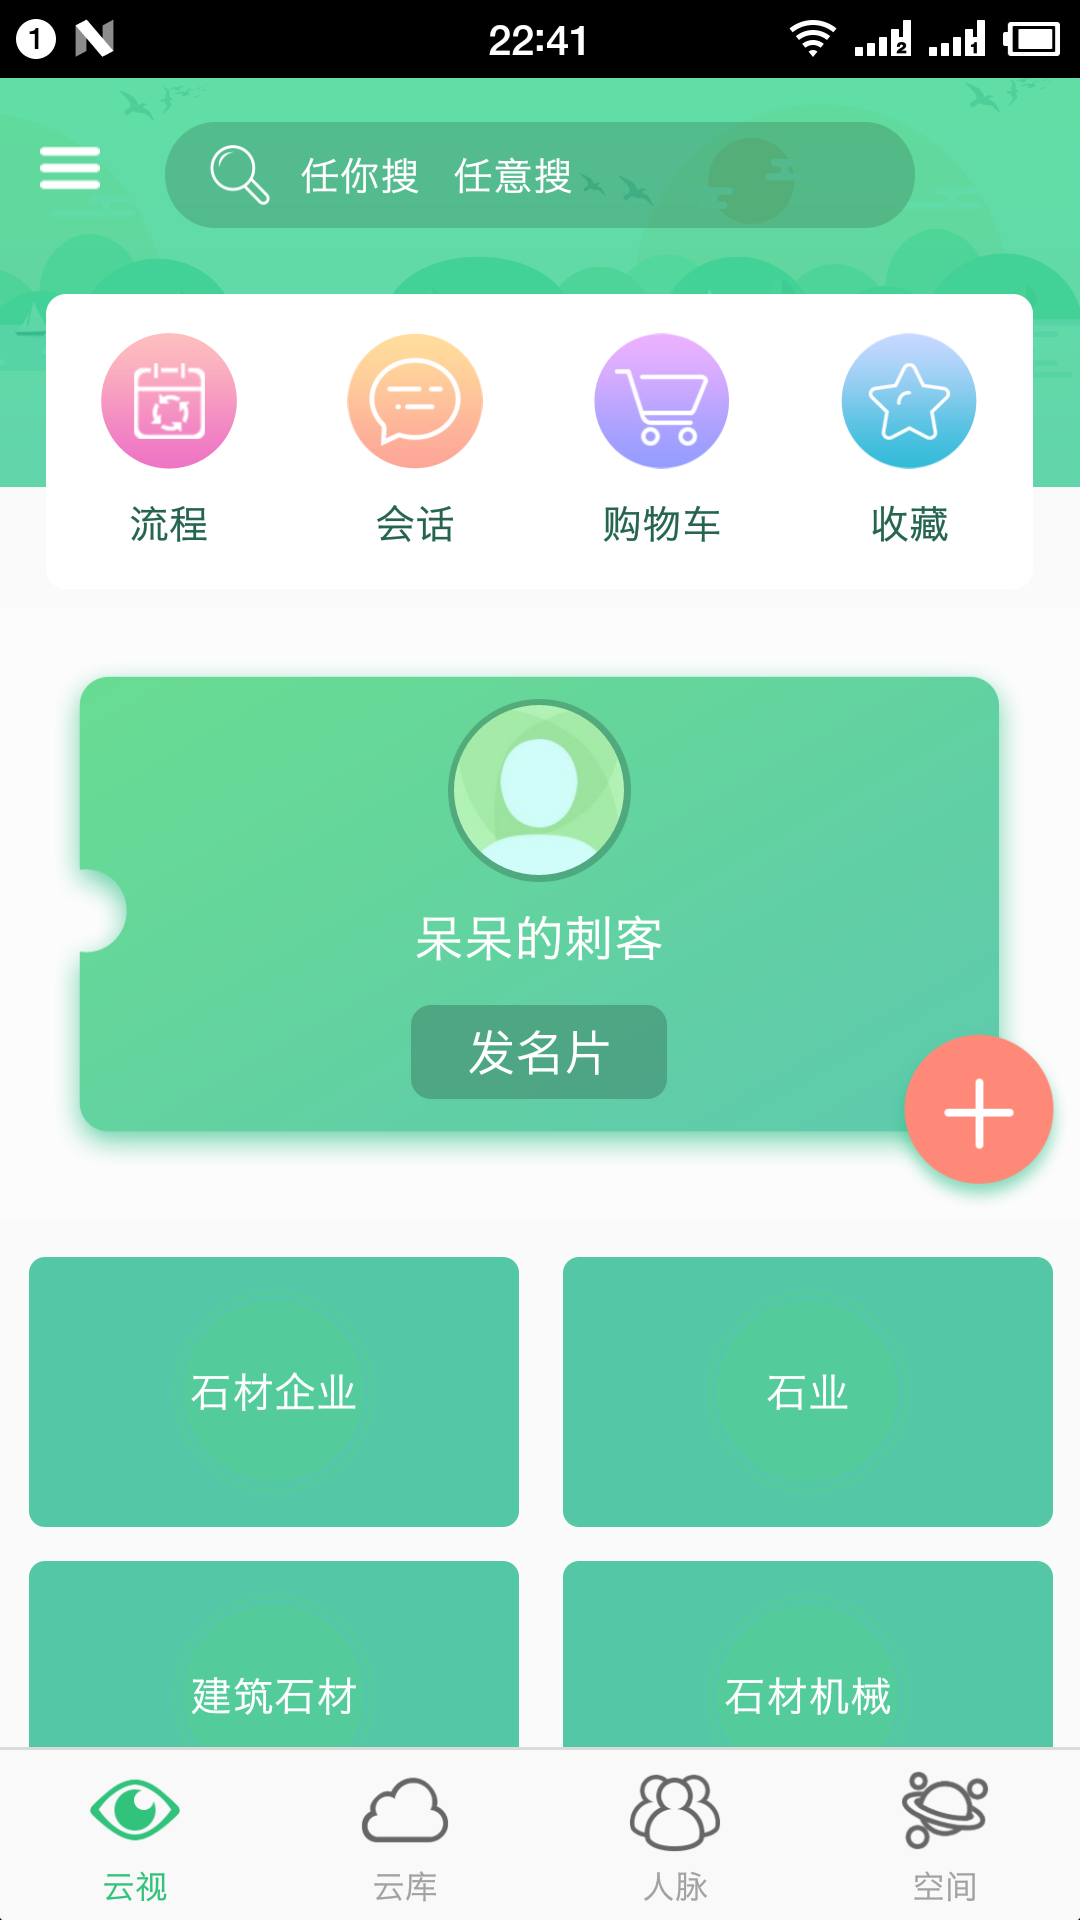 1 22:41 2 1
任你搜 任意搜
流程 会话 购物车 收藏
呆呆的刺客
发名片
石材企业 石业
建筑石材 石材机械
云视 云库 人脉 空间